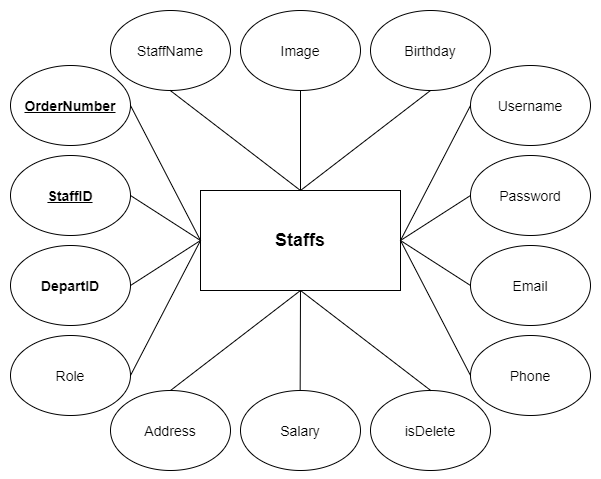 StaffName
Image
Birthday
OrderNumber
Username
StaffID
Password
Staffs
DepartID
Email
Role
Phone
Address
Salary
isDelete